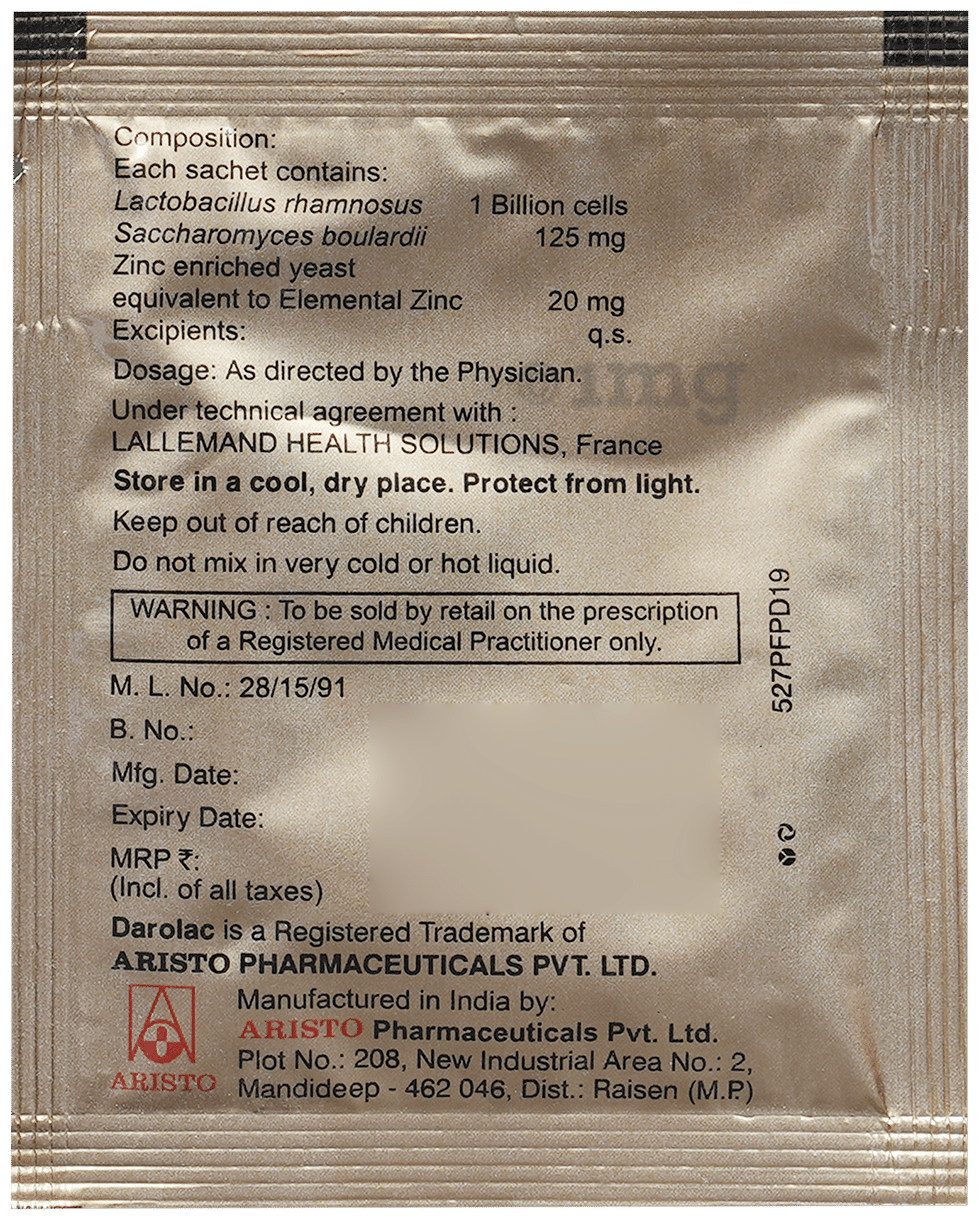 Composition:
Each sachet contains:
Lactobacillus rhamnosus 1 Billion cells
Saccharomyces boulardii 125 mg
Zinc enriched yeast
equivalent to Elemental Zinc 20 mg
Excipients: q.s.
Dosage: As directed by the Physician.
1mg
Under technical agreement with :
LALLEMAND HEALTH SOLUTIONS, France
Store in a cool, dry place. Protect from light.
Keep out of reach of children.
Do not mix in very cold or hot liquid.
WARNING : To be sold by retail on the prescription
of a Registered Medical Practitioner only.
527PFPD19
M. L. No.: 28/15/91
B. No.:
Mfg. Date:
Expiry Date:
MRP ₹:
(Incl. of all taxes)
Darolac is a Registered Trademark of
ARISTO PHARMACEUTICALS PVT. LTD.
ARISTO
Manufactured in India by:
ARISTO Pharmaceuticals Pvt. Ltd.
Plot No.: 208, New Industrial Area No.: 2,
Mandideep - 462 046, Dist.: Raisen (M.P.)